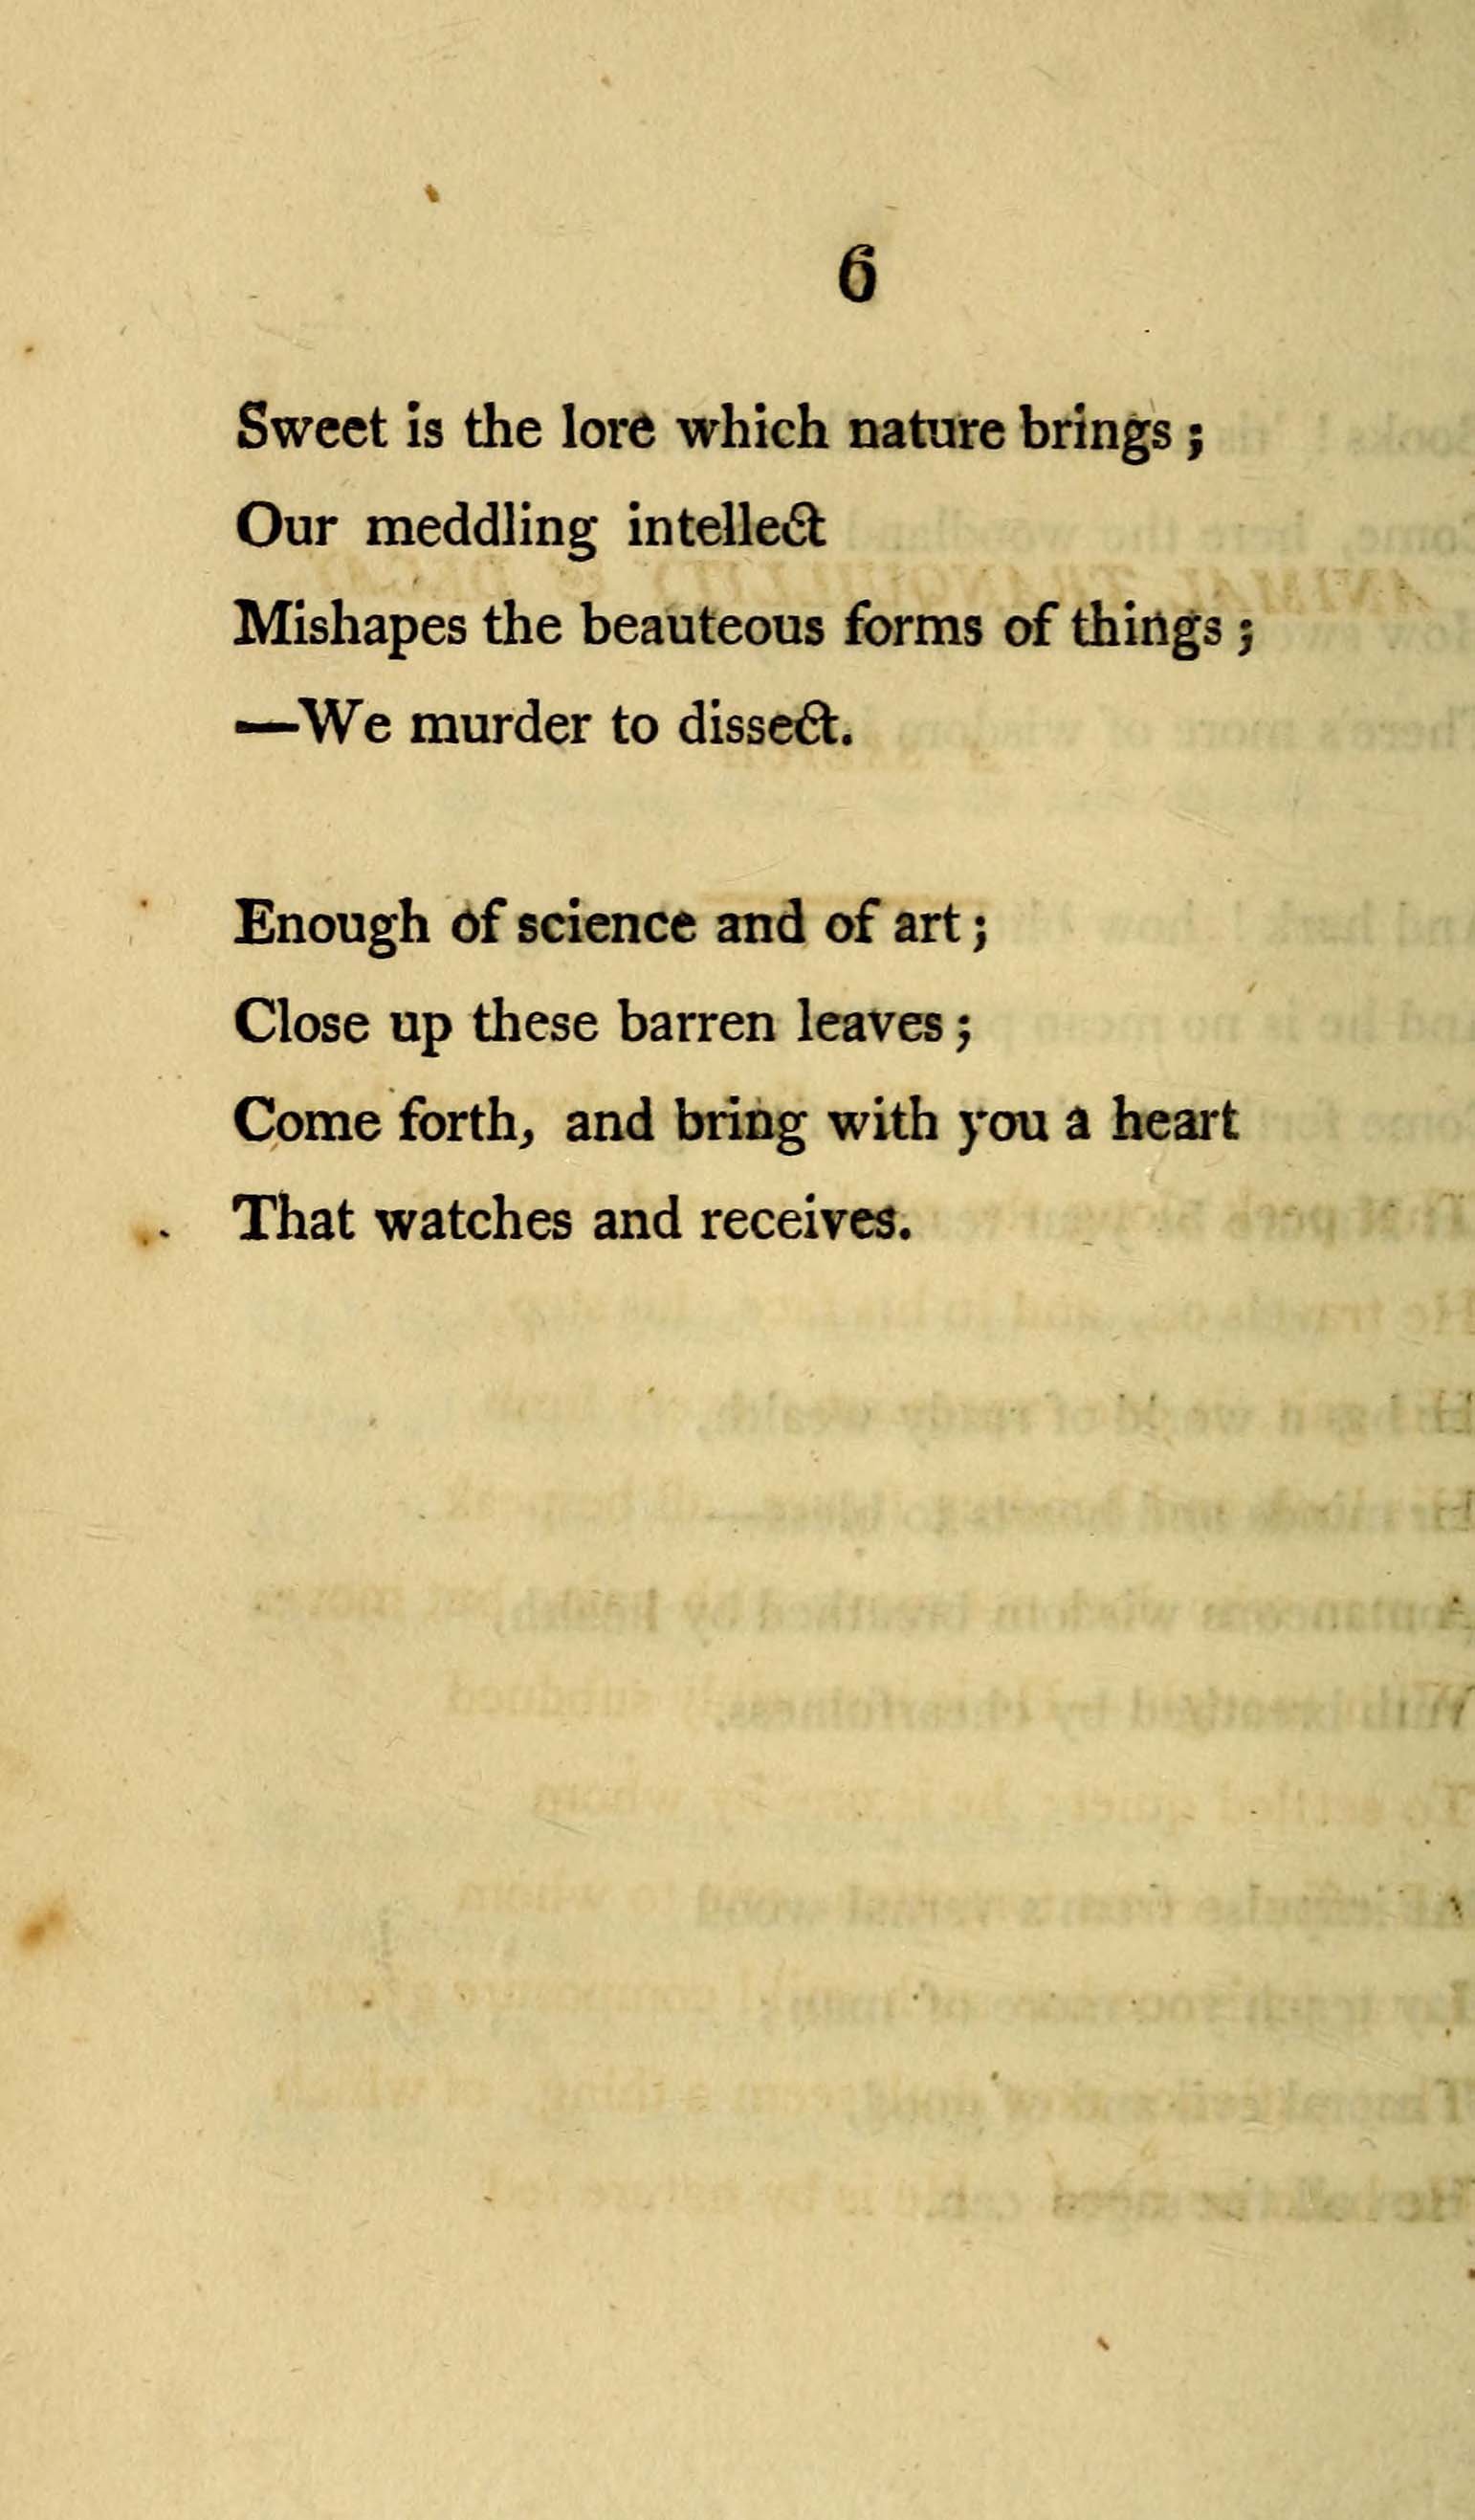 6
Sweet is the lore which nature brings;
Our meddling intellect
Mishapes the beauteous forms of things;
—We murder to dissect.
Enough of science and of art;
Close up these barren leaves;
Come forth, and bring with you a heart
That watches and receives.